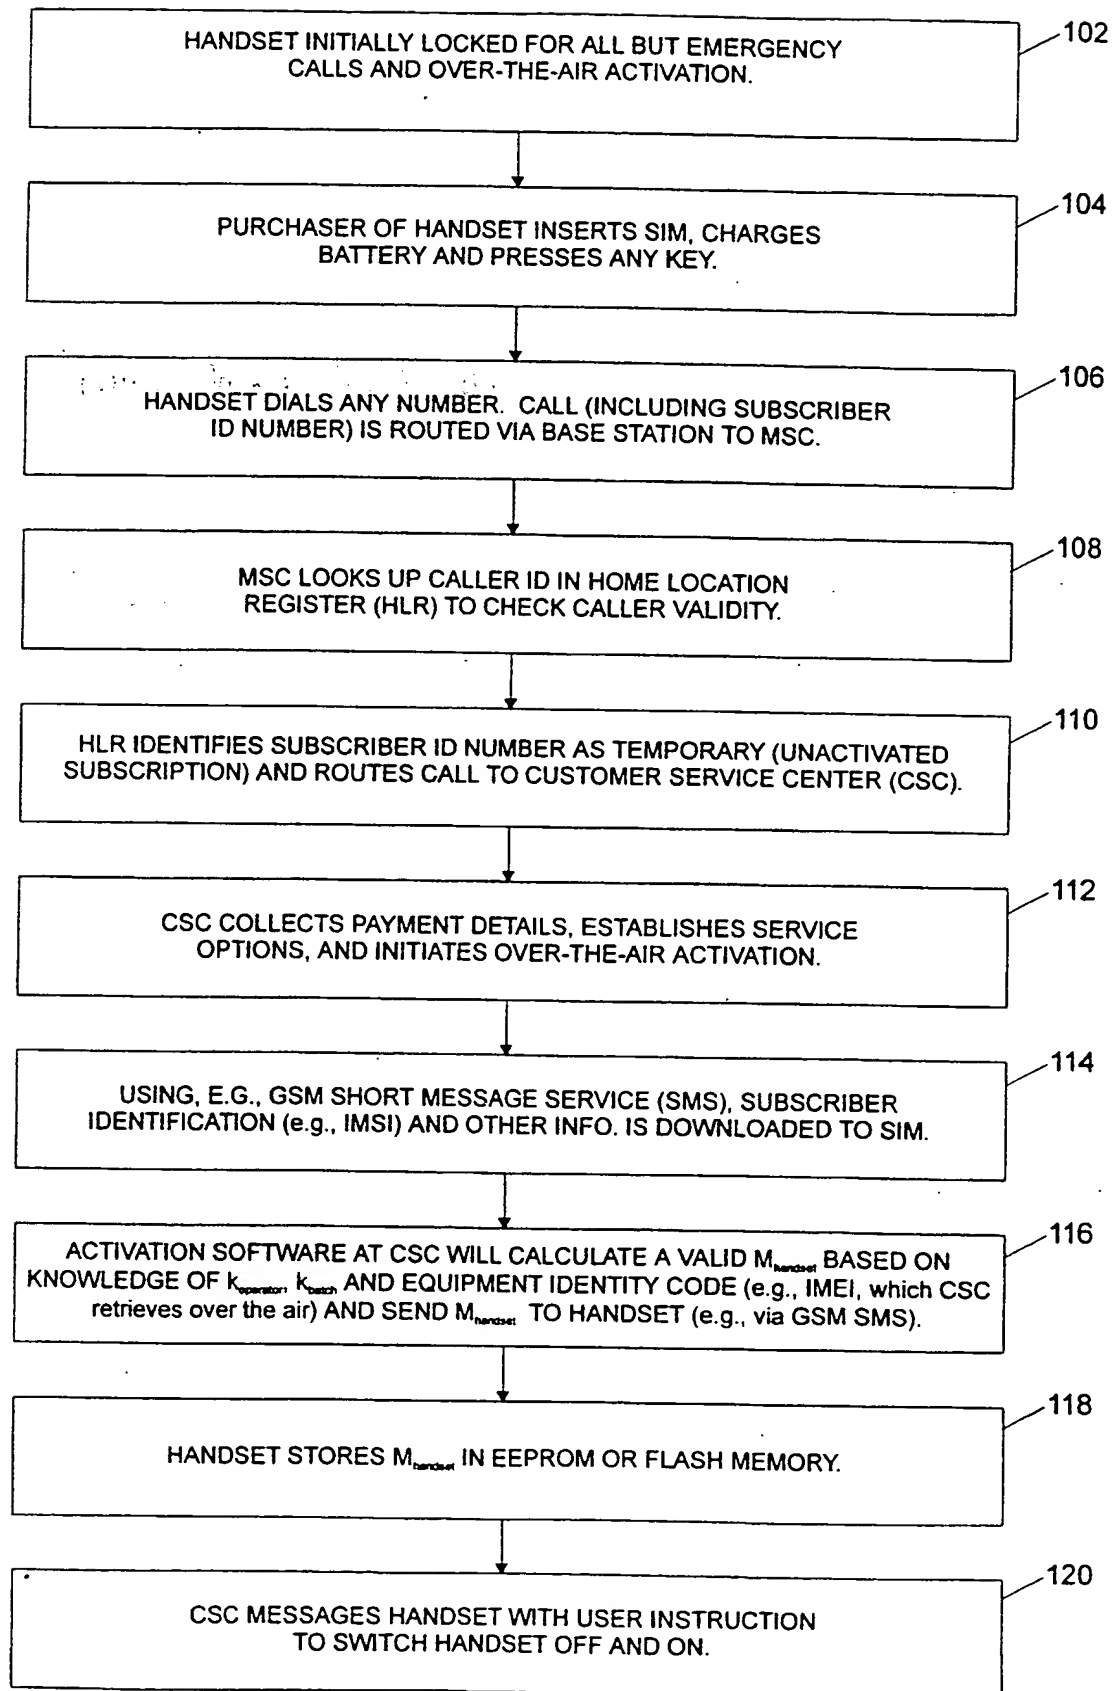 HANDSET INITIALLY LOCKED FOR ALL BUT EMERGENCY
CALLS AND OVER-THE-AIR ACTIVATION.
102
PURCHASER OF HANDSET INSERTS SIM, CHARGES
BATTERY AND PRESSES ANY KEY.
104
HANDSET DIALS ANY NUMBER. CALL (INCLUDING SUBSCRIBER
ID NUMBER) IS ROUTED VIA BASE STATION TO MSC.
106
MSC LOOKS UP CALLER ID IN HOME LOCATION
REGISTER (HLR) TO CHECK CALLER VALIDITY.
108
HLR IDENTIFIES SUBSCRIBER ID NUMBER AS TEMPORARY (UNACTIVATED
SUBSCRIPTION) AND ROUTES CALL TO CUSTOMER SERVICE CENTER (CSC).
110
CSC COLLECTS PAYMENT DETAILS, ESTABLISHES SERVICE
OPTIONS, AND INITIATES OVER-THE-AIR ACTIVATION.
112
USING, E.G., GSM SHORT MESSAGE SERVICE (SMS), SUBSCRIBER
IDENTIFICATION (e.g., IMSI) AND OTHER INFO. IS DOWNLOADED TO SIM.
114
ACTIVATION SOFTWARE AT CSC WILL CALCULATE A VALID Mhandset BASED ON
KNOWLEDGE OF koperator, kbatch AND EQUIPMENT IDENTITY CODE (e.g., IMEI, which CSC
retrieves over the air) AND SEND Mhandset TO HANDSET (e.g., via GSM SMS).
116
HANDSET STORES Mhandset IN EEPROM OR FLASH MEMORY.
118
CSC MESSAGES HANDSET WITH USER INSTRUCTION
TO SWITCH HANDSET OFF AND ON.
120